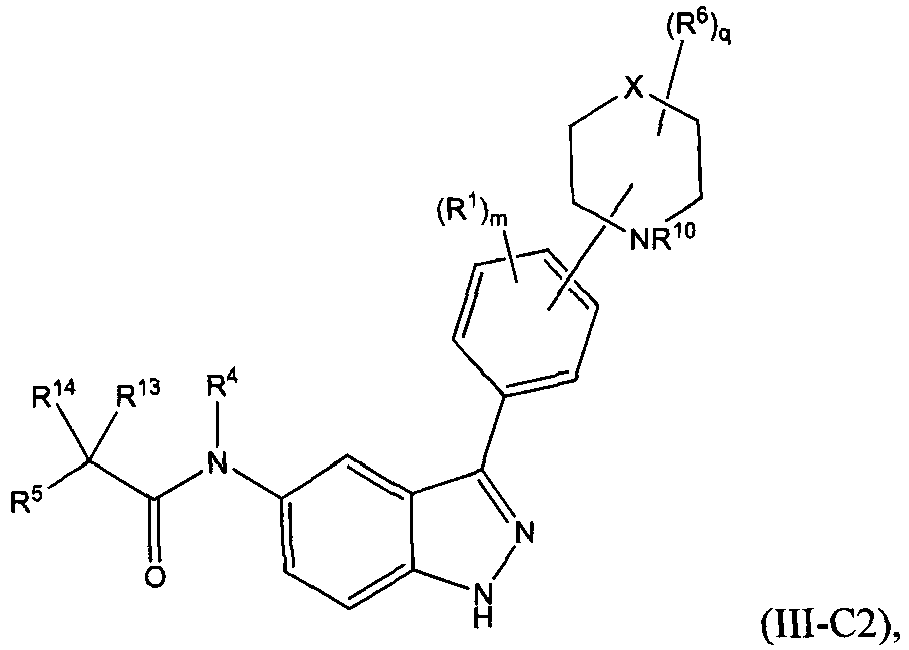 (R⁶)q
X
(R¹)m
NR¹⁰
R¹⁴ R¹³ R⁴
R⁵ N
O
N
N
H
(III-C2),